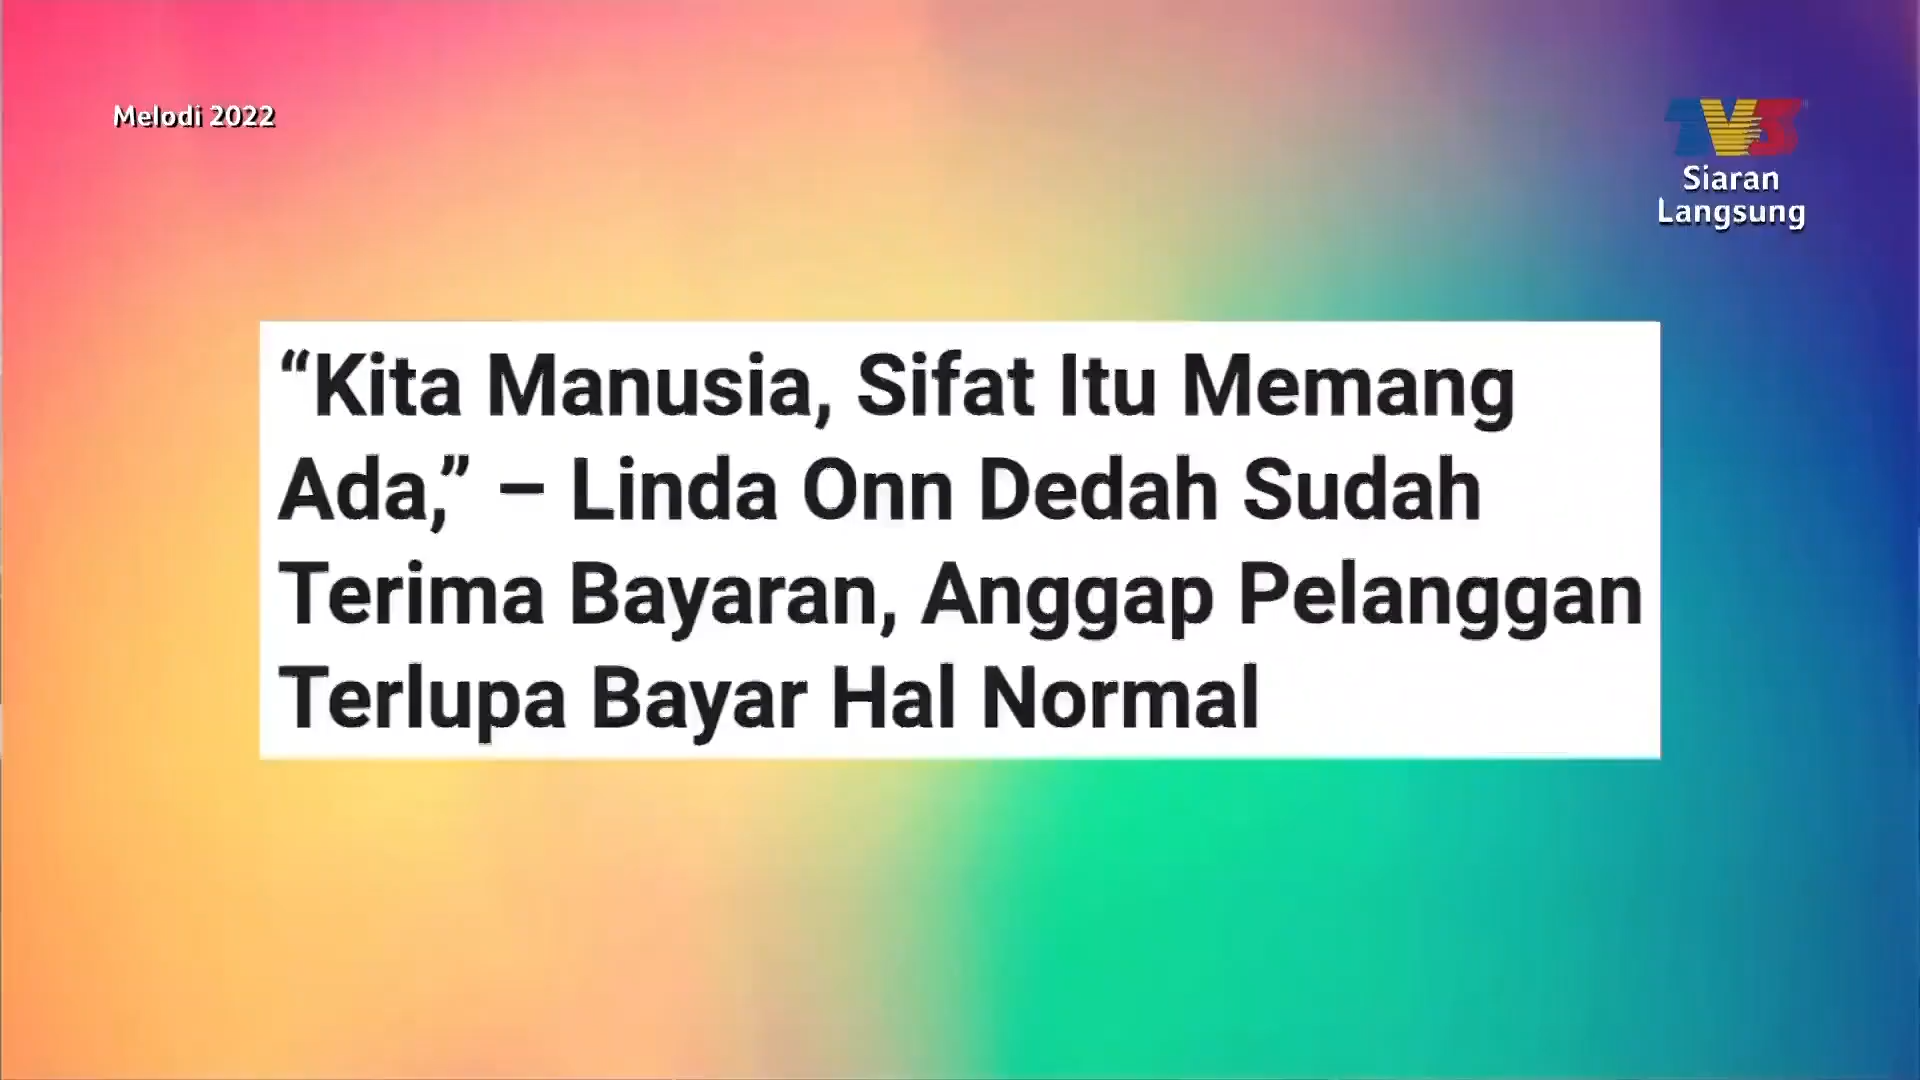 Melodi 2022
TV3
Siaran
Langsung
“Kita Manusia, Sifat Itu Memang
Ada,” – Linda Onn Dedah Sudah
Terima Bayaran, Anggap Pelanggan
Terlupa Bayar Hal Normal